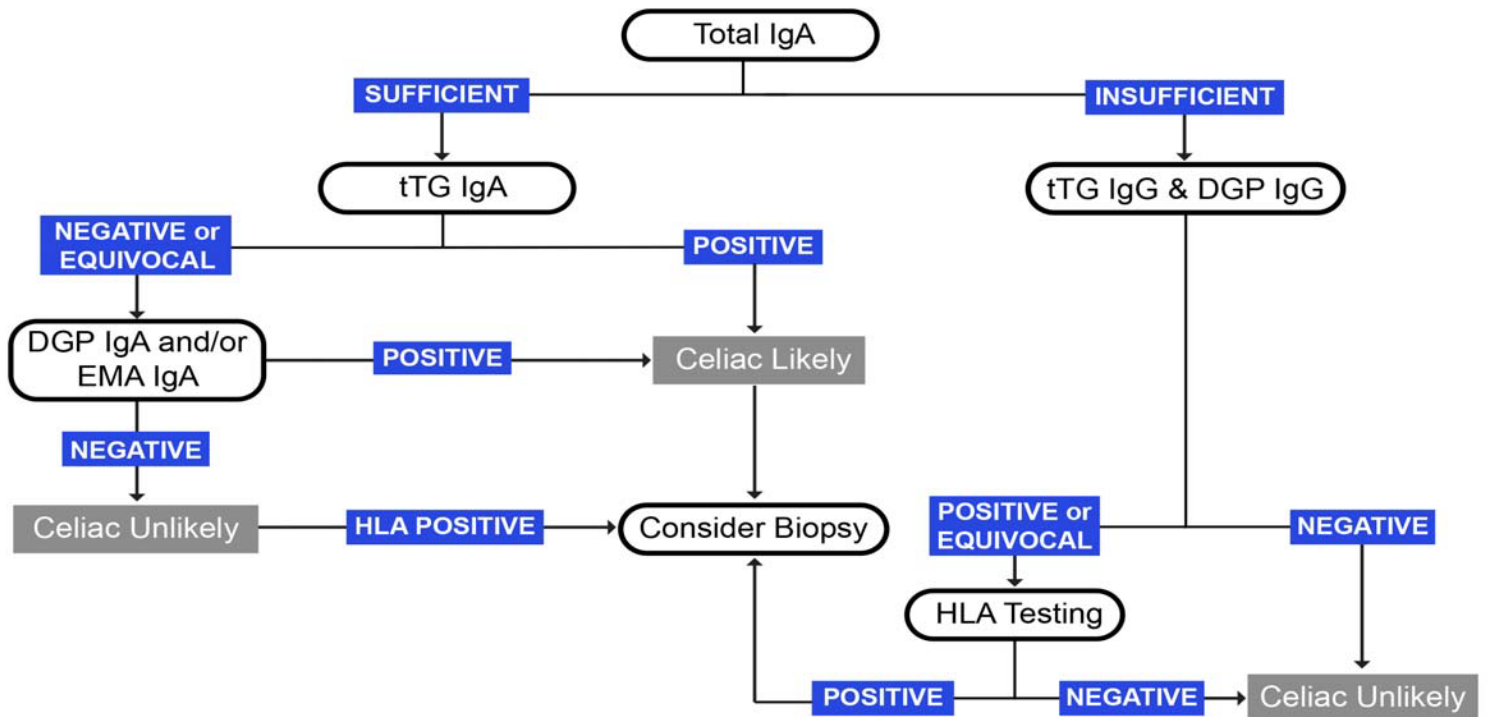 Total IgA
SUFFICIENT
INSUFFICIENT
tTG IgA
tTG IgG & DGP IgG
NEGATIVE or
EQUIVOCAL
POSITIVE
DGP IgA and/or
EMA IgA
POSITIVE
Celiac Likely
NEGATIVE
Celiac Unlikely
HLA POSITIVE
Consider Biopsy
POSITIVE or
EQUIVOCAL
NEGATIVE
HLA Testing
POSITIVE
NEGATIVE
Celiac Unlikely